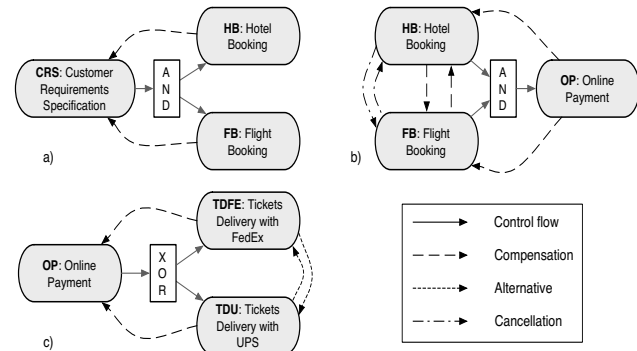 HB: Hotel
Booking
CRS: Customer
Requirements
Specification
A
N
D
FB: Flight
Booking
a)
HB: Hotel
Booking
A
N
D
OP: Online
Payment
FB: Flight
Booking
b)
TDFE: Tickets
Delivery with
FedEx
OP: Online
Payment
X
O
R
TDU: Tickets
Delivery with
UPS
c)
Control flow
Compensation
Alternative
Cancellation